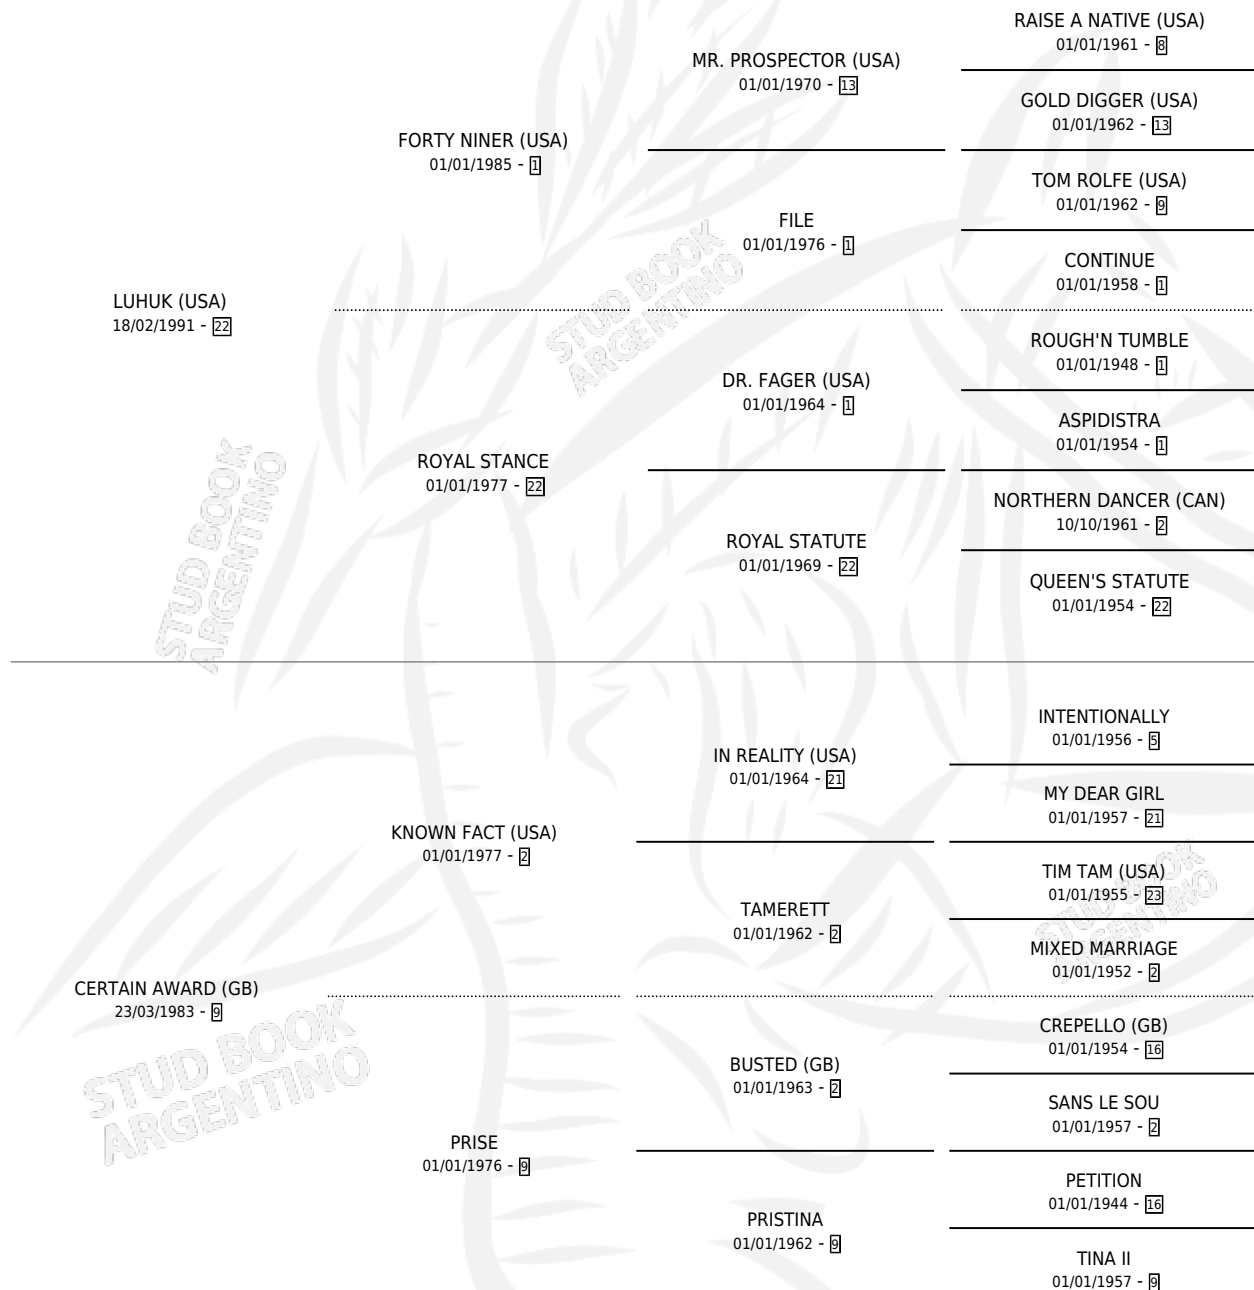 RAISE A NATIVE (USA)
01/01/1961 - 8
MR. PROSPECTOR (USA)
01/01/1970 - 13
GOLD DIGGER (USA)
01/01/1962 - 13
FORTY NINER (USA)
01/01/1985 - 1
TOM ROLFE (USA)
01/01/1962 - 9
FILE
01/01/1976 - 1
CONTINUE
01/01/1958 - 1
LUHUK (USA)
18/02/1991 - 22
ROUGH'N TUMBLE
01/01/1948 - 1
DR. FAGER (USA)
01/01/1964 - 1
ASPIDISTRA
01/01/1954 - 1
ROYAL STANCE
01/01/1977 - 22
NORTHERN DANCER (CAN)
10/10/1961 - 2
ROYAL STATUTE
01/01/1969 - 22
QUEEN'S STATUTE
01/01/1954 - 22
INTENTIONALLY
01/01/1956 - 5
IN REALITY (USA)
01/01/1964 - 21
MY DEAR GIRL
01/01/1957 - 21
KNOWN FACT (USA)
01/01/1977 - 2
TIM TAM (USA)
01/01/1955 - 23
TAMERETT
01/01/1962 - 2
MIXED MARRIAGE
01/01/1952 - 2
CERTAIN AWARD (GB)
23/03/1983 - 9
CREPELLO (GB)
01/01/1954 - 16
BUSTED (GB)
01/01/1963 - 2
SANS LE SOU
01/01/1957 - 2
PRISE
01/01/1976 - 9
PETITION
01/01/1944 - 16
PRISTINA
01/01/1962 - 9
TINA II
01/01/1957 - 9
STUD BOOK
ARGENTINO
STUD BOOK
ARGENTINO
STUD BOOK
ARGENTINO
STUD BOOK
ARGENTINO